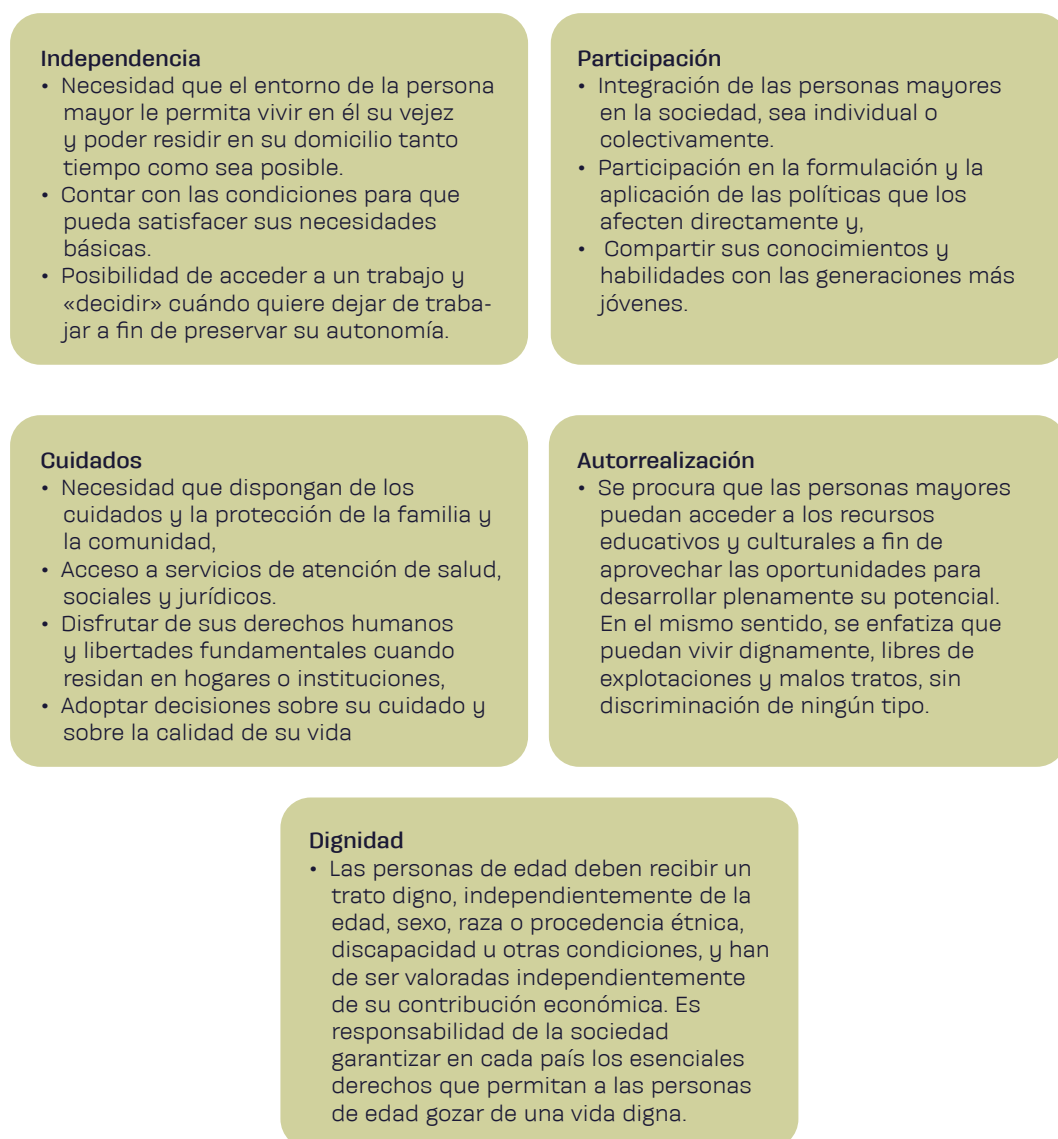 Independencia
• Necesidad que el entorno de la persona
mayor le permita vivir en él su vejez
y poder residir en su domicilio tanto
tiempo como sea posible.
• Contar con las condiciones para que
pueda satisfacer sus necesidades
básicas.
• Posibilidad de acceder a un trabajo y
«decidir» cuándo quiere dejar de traba-
jar a fin de preservar su autonomía.
Participación
• Integración de las personas mayores
en la sociedad, sea individual o
colectivamente.
• Participación en la formulación y la
aplicación de las políticas que los
afecten directamente y,
• Compartir sus conocimientos y
habilidades con las generaciones más
jóvenes.
Cuidados
• Necesidad que dispongan de los
cuidados y la protección de la familia y
la comunidad,
• Acceso a servicios de atención de salud,
sociales y jurídicos.
• Disfrutar de sus derechos humanos
y libertades fundamentales cuando
residan en hogares o instituciones,
• Adoptar decisiones sobre su cuidado y
sobre la calidad de su vida
Autorrealización
• Se procura que las personas mayores
puedan acceder a los recursos
educativos y culturales a fin de
aprovechar las oportunidades para
desarrollar plenamente su potencial.
En el mismo sentido, se enfatiza que
puedan vivir dignamente, libres de
explotaciones y malos tratos, sin
discriminación de ningún tipo.
Dignidad
• Las personas de edad deben recibir un
trato digno, independientemente de la
edad, sexo, raza o procedencia étnica,
discapacidad u otras condiciones, y han
de ser valoradas independientemente
de su contribución económica. Es
responsabilidad de la sociedad
garantizar en cada país los esenciales
derechos que permitan a las personas
de edad gozar de una vida digna.